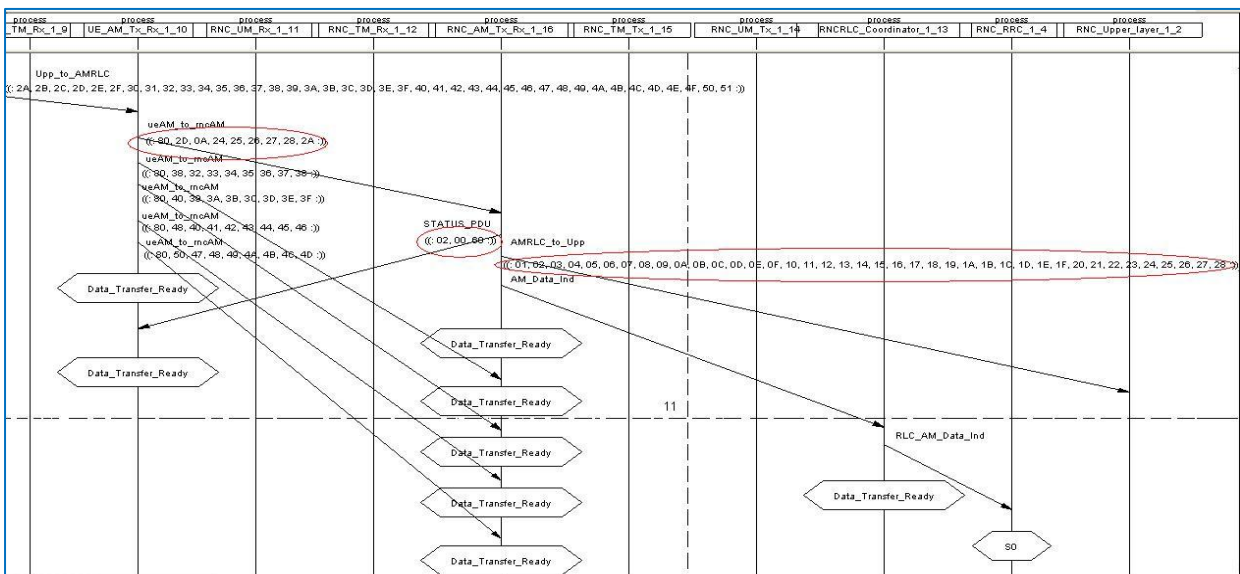 process process process process process process process process process process
_TM_Rx_1_9 UE_AM_Tx_Rx_1_10 RNC_UM_Rx_1_11 RNC_TM_Rx_1_12 RNC_AM_Tx_Rx_1_16 RNC_TM_Tx_1_15 RNC_UM_Tx_1_14 RNCRLC_Coordinator_1_13 RNC_RRC_1_4 RNC_Upper_layer_1_2
Upp_to_AMRLC
((: 2A, 2B, 2C, 2D, 2E, 2F, 30, 31, 32, 33, 34, 35, 36, 37, 38, 39, 3A, 3B, 3C, 3D, 3E, 3F, 40, 41, 42, 43, 44, 45, 46, 47, 48, 49, 4A, 4B, 4C, 4D, 4E, 4F, 50, 51 :))
ueAM_to_rncAM
((: 80, 2D, 0A, 24, 25, 26, 27, 28, 2A :))
ueAM_to_rncAM
((: 80, 38, 32, 33, 34, 35, 36, 37, 38 :))
ueAM_to_rncAM
((: 80, 40, 39, 3A, 3B, 3C, 3D, 3E, 3F :))
ueAM_to_rncAM
((: 80, 48, 40, 41, 42, 43, 44, 45, 46 :))
ueAM_to_rncAM
((: 80, 50, 47, 48, 49, 4A, 4B, 4C, 4D :))
STATUS_PDU
((: 02, 00, 60 :))
AMRLC_to_Upp
((: 01, 02, 03, 04, 05, 06, 07, 08, 09, 0A, 0B, 0C, 0D, 0E, 0F, 10, 11, 12, 13, 14, 15, 16, 17, 18, 19, 1A, 1B, 1C, 1D, 1E, 1F, 20, 21, 22, 23, 24, 25, 26, 27, 28 :))
AM_Data_Ind
Data_Transfer_Ready
Data_Transfer_Ready
Data_Transfer_Ready
Data_Transfer_Ready
11
RLC_AM_Data_Ind
Data_Transfer_Ready
Data_Transfer_Ready
Data_Transfer_Ready
Data_Transfer_Ready
S0